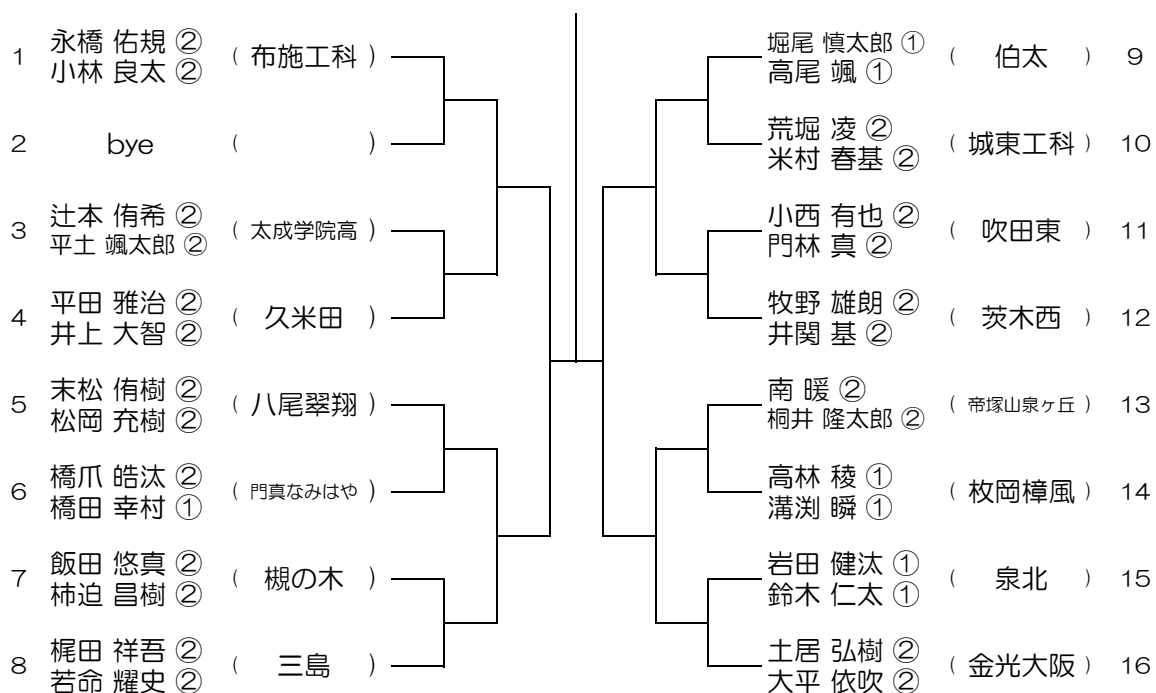 1 永橋 佑規 ② ( 布施工科 )
小林 良太 ②
2 bye ( )
3 辻本 侑希 ② ( 太成学院高 )
平土 颯太郎 ②
4 平田 雅治 ② ( 久米田 )
井上 大智 ②
5 末松 侑樹 ② ( 八尾翠翔 )
松岡 充樹 ②
6 橋爪 皓汰 ② ( 門真なみはや )
橋田 幸村 ①
7 飯田 悠真 ② ( 槻の木 )
柿迫 昌樹 ②
8 梶田 祥吾 ② ( 三島 )
若命 耀史 ②
堀尾 慎太郎 ① ( 伯太 ) 9
高尾 颯 ①
荒堀 凌 ② ( 城東工科 ) 10
米村 春基 ②
小西 有也 ② ( 吹田東 ) 11
門林 真 ②
牧野 雄朗 ② ( 茨木西 ) 12
井関 基 ②
南 暖 ② ( 帝塚山泉ヶ丘 ) 13
桐井 隆太郎 ②
高林 稜 ① ( 枚岡樟風 ) 14
溝渕 瞬 ①
岩田 健汰 ① ( 泉北 ) 15
鈴木 仁太 ①
土居 弘樹 ② ( 金光大阪 ) 16
大平 依吹 ②